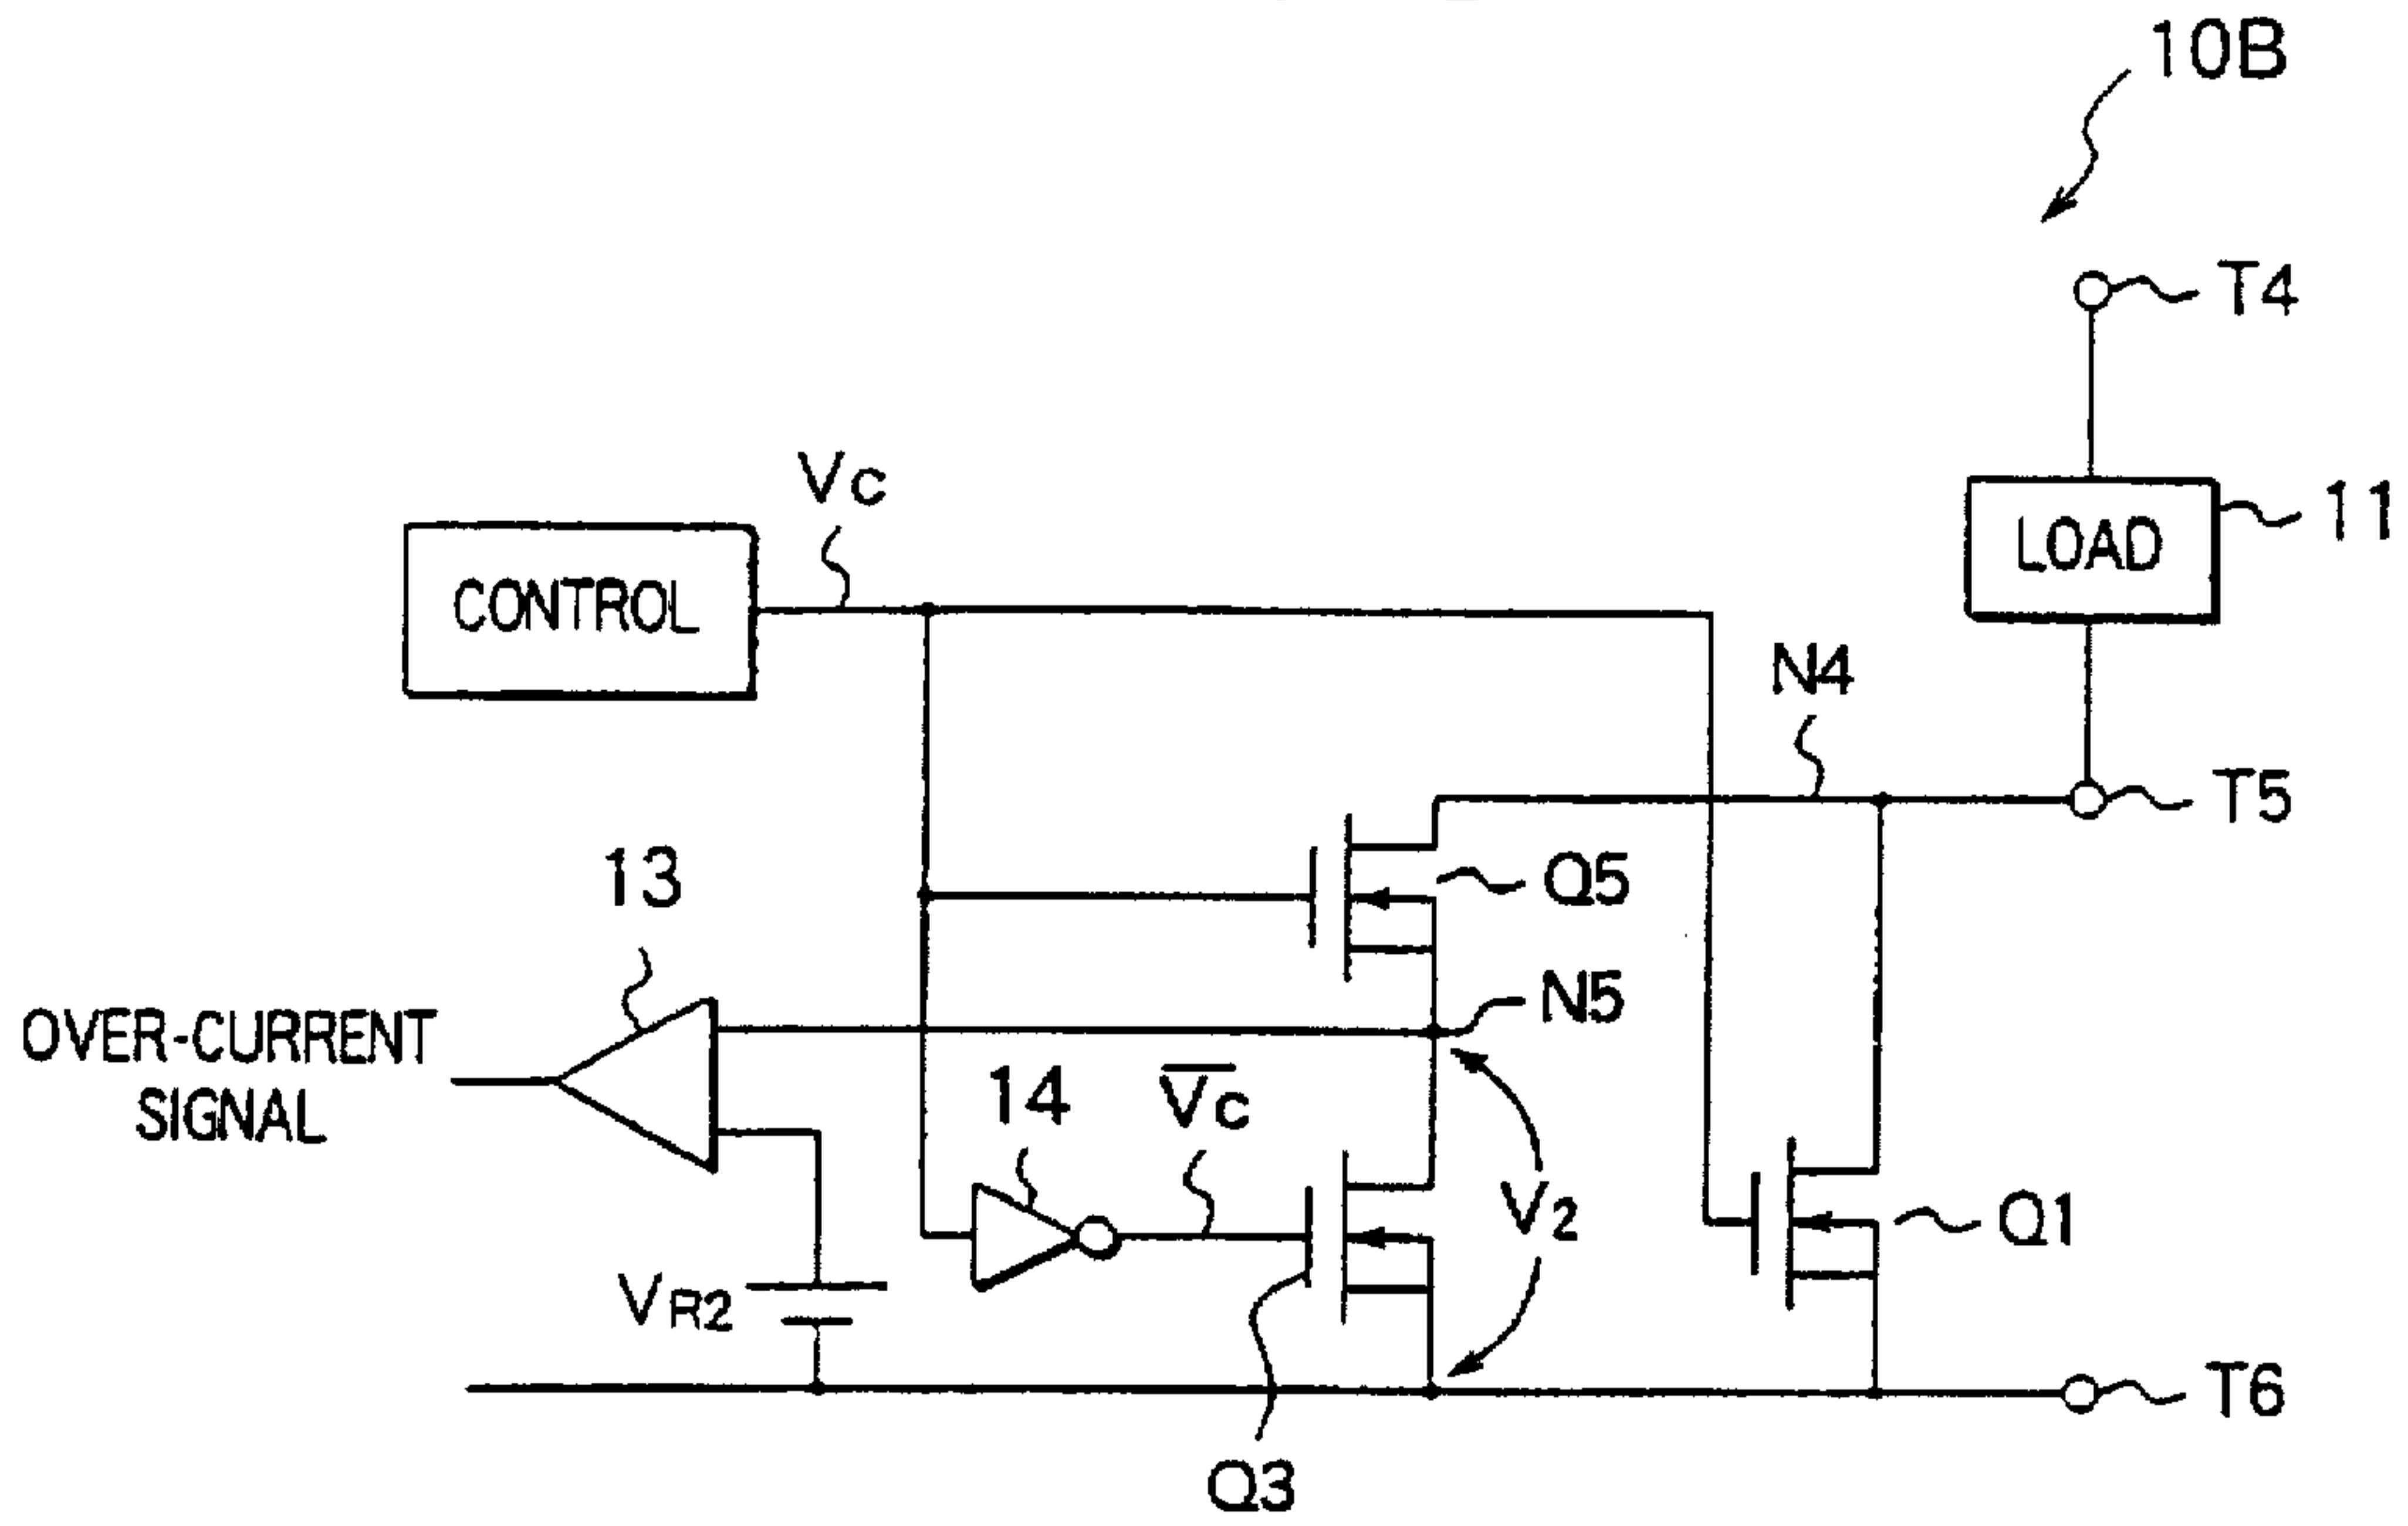 10B
T4
Vc
CONTROL
LOAD
11
N4
T5
13
Q5
N5
OVER-CURRENT
SIGNAL
14
V̅c̅
V2
Q1
VR2
T6
Q3